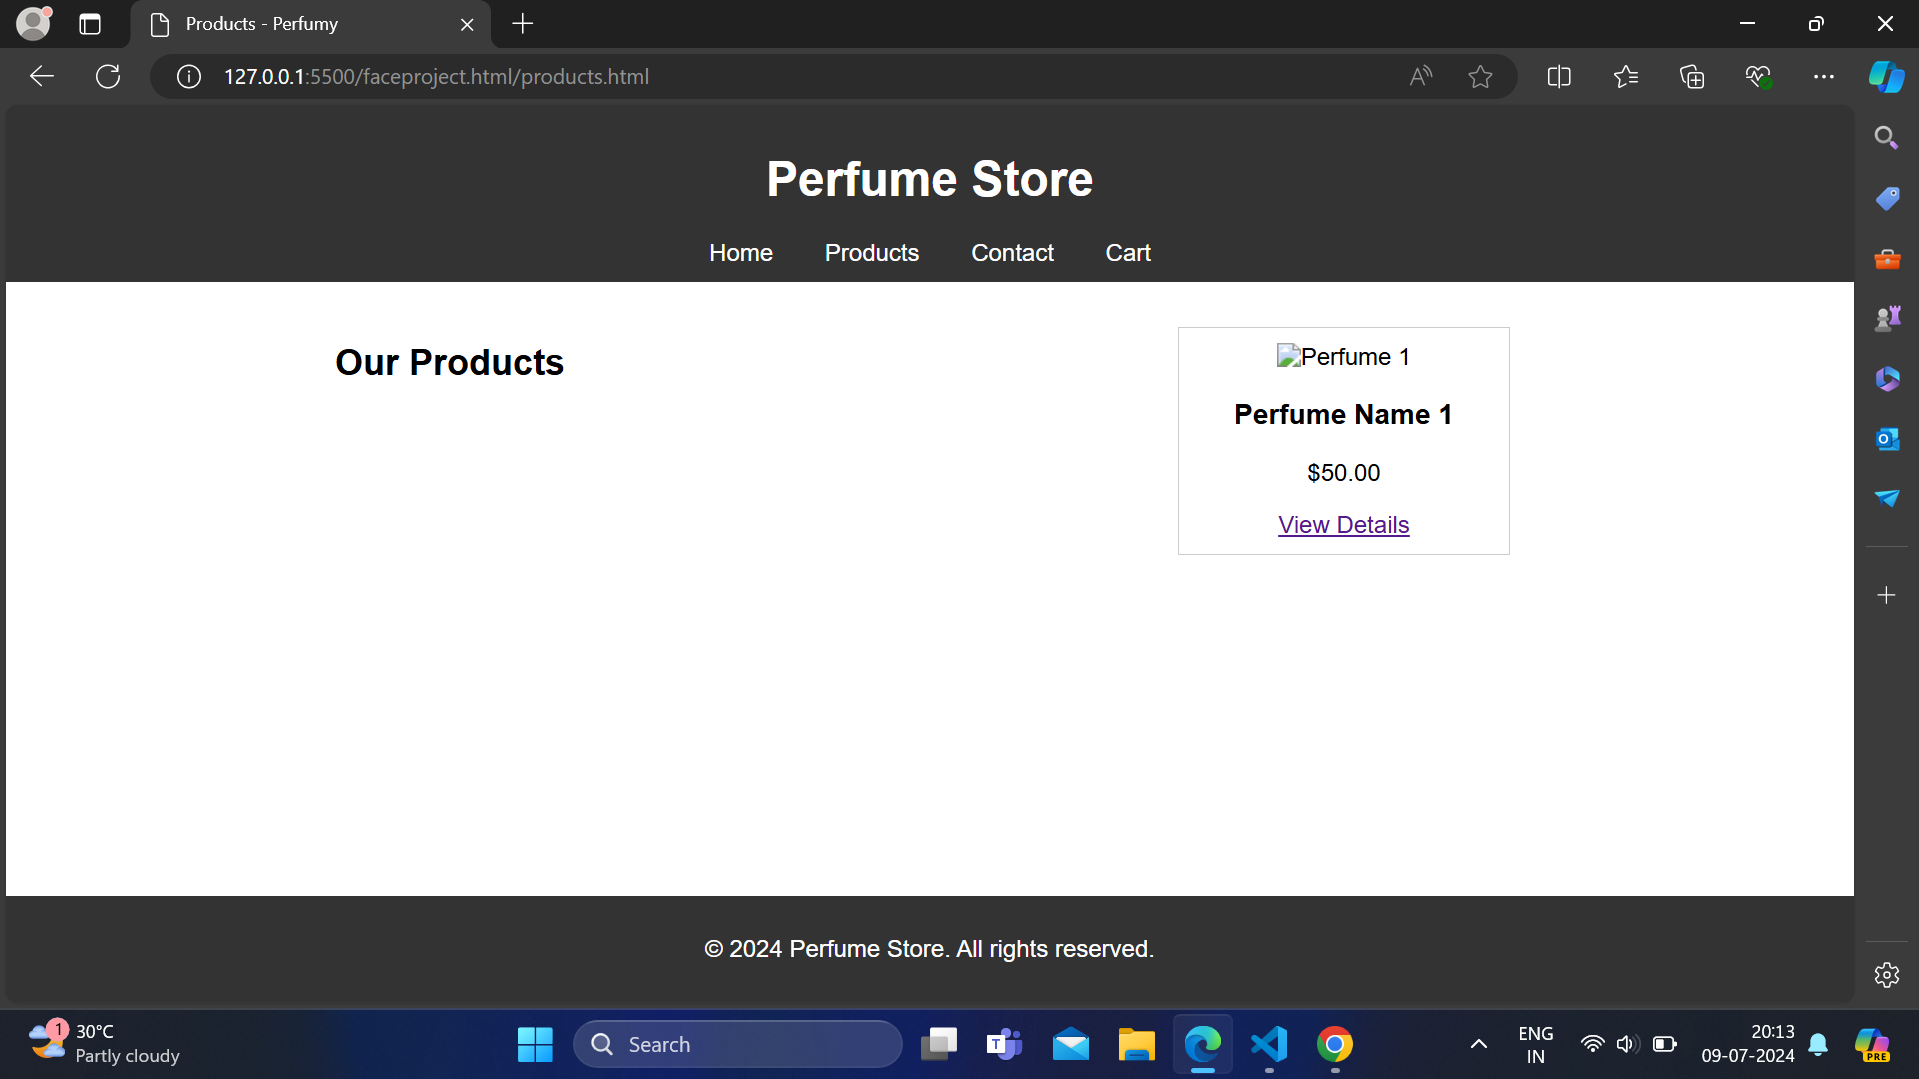 Products - Perfumy
127.0.0.1:5500/faceproject.html/products.html
Perfume Store
Home Products Contact Cart
Our Products
Perfume 1
Perfume Name 1
$50.00
View Details
© 2024 Perfume Store. All rights reserved.
1
30°C
Partly cloudy
Search
ENG
IN
20:13
09-07-2024
PRE